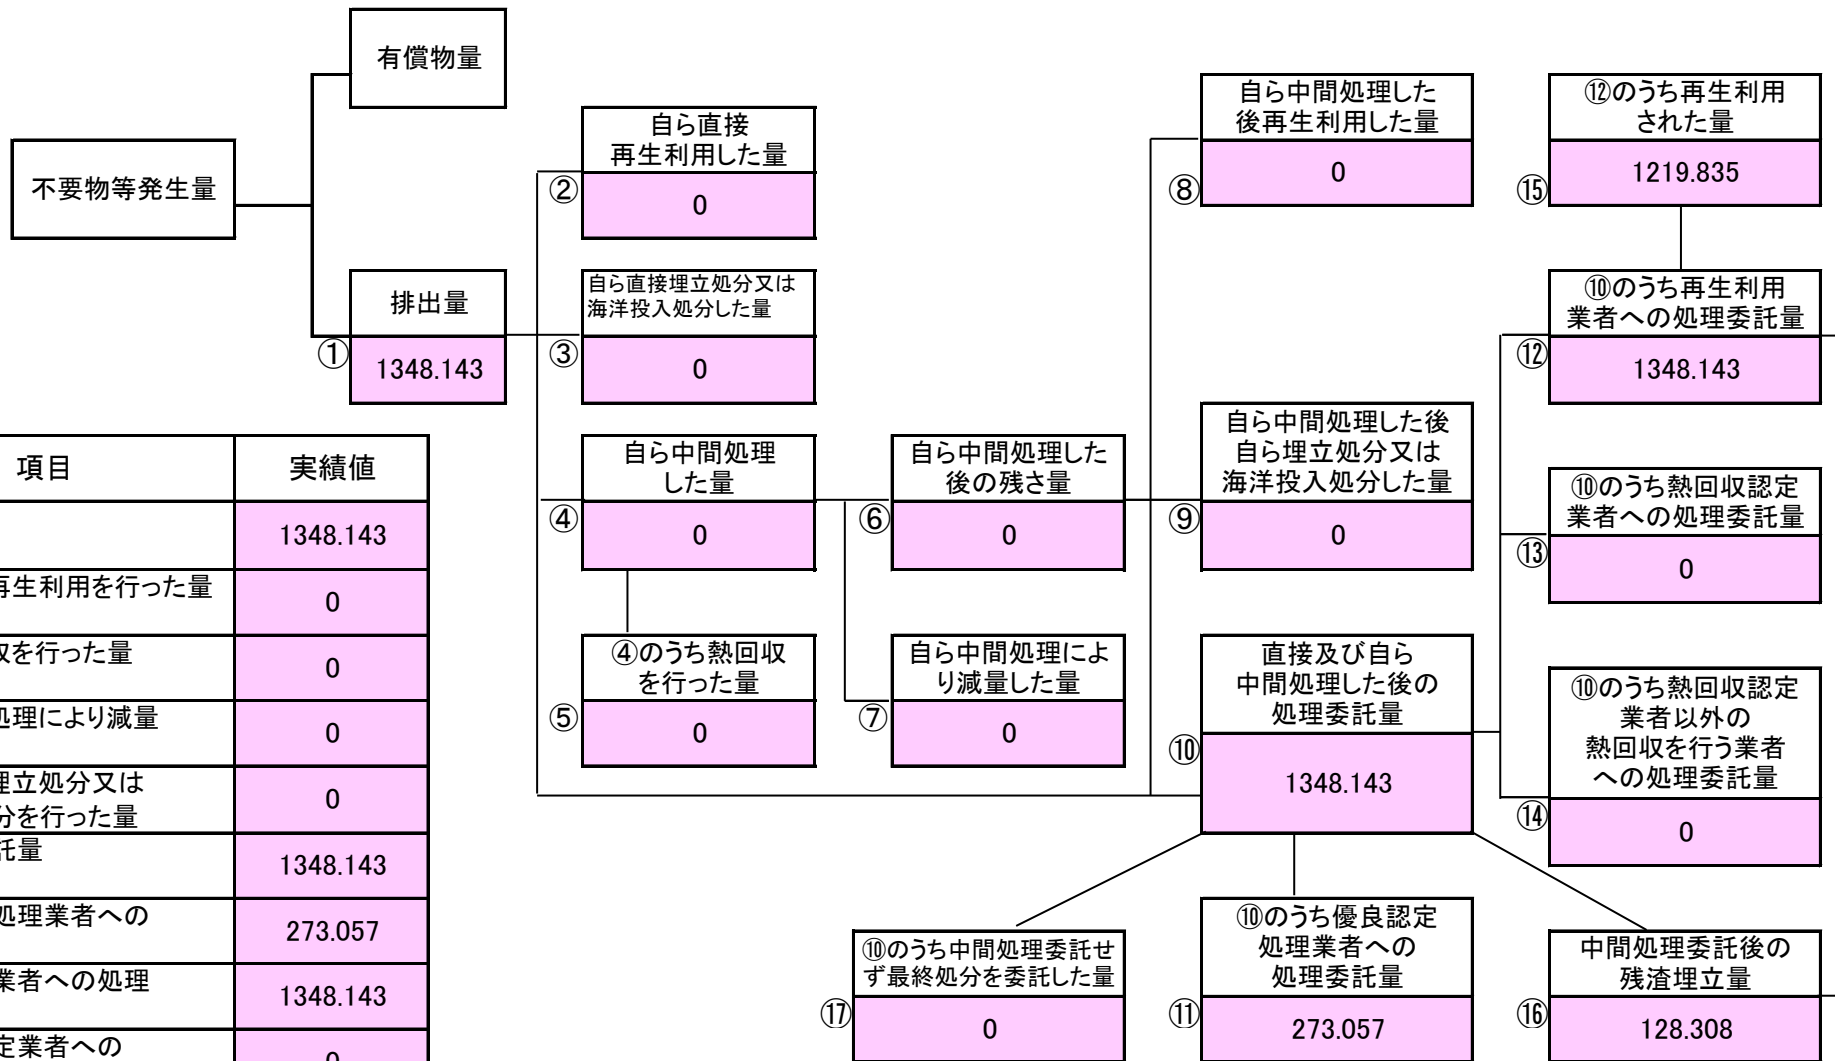 有償物量
不要物等発生量
排出量
①
1348.143
自ら直接
再生利用した量
②
0
自ら直接埋立処分又は
海洋投入処分した量
③
0
自ら中間処理
した量
④
0
④のうち熱回収
を行った量
⑤
0
自ら中間処理した
後の残さ量
⑥
0
自ら中間処理によ
り減量した量
⑦
0
自ら中間処理した
後再生利用した量
⑧
0
自ら中間処理した後
自ら埋立処分又は
海洋投入処分した量
⑨
0
直接及び自ら
中間処理した後の
処理委託量
⑩
1348.143
⑫のうち再生利用
された量
⑮
1219.835
⑩のうち再生利用
業者への処理委託量
⑫
1348.143
⑩のうち熱回収認定
業者への処理委託量
⑬
0
⑩のうち熱回収認定
業者以外の
熱回収を行う業者
への処理委託量
⑭
0
⑩のうち中間処理委託せ
ず最終処分を委託した量
⑰
0
⑩のうち優良認定
処理業者への
処理委託量
⑪
273.057
中間処理委託後の
残渣埋立量
⑯
128.308
項目 実績値
1348.143
再生利用を行った量
0
を行った量
0
処理により減量
0
埋立処分又は
分を行った量
0
託量
1348.143
処理業者への
273.057
業者への処理
1348.143
定業者への